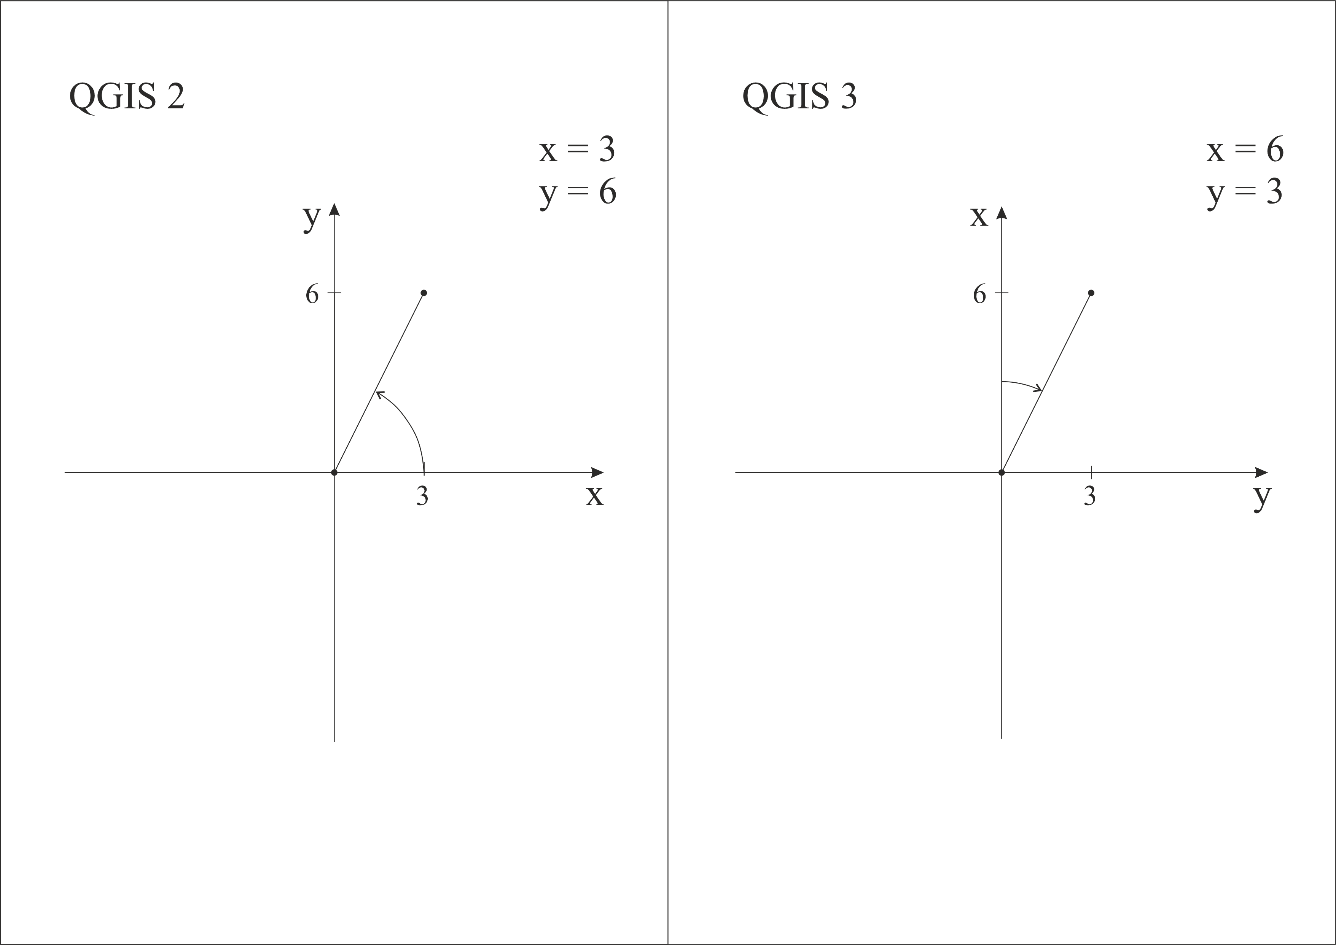 QGIS 2
x = 3
y = 6
y
6
3
x
QGIS 3
x = 6
y = 3
x
6
3
y